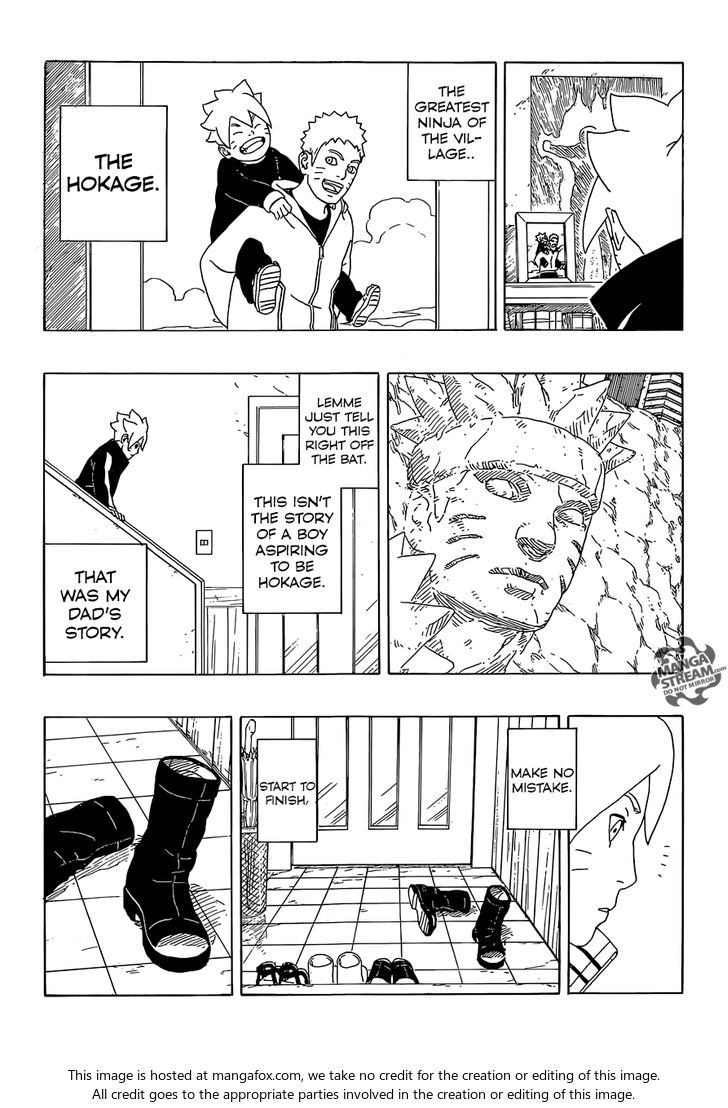 THE
GREATEST
NINJA OF
THE VIL-
LAGE..
THE
HOKAGE.
LEMME
JUST TELL
YOU THIS
RIGHT OFF
THE BAT.
THIS ISN'T
THE STORY
OF A BOY
ASPIRING
TO BE
HOKAGE.
THAT
WAS MY
DAD'S
STORY.
MANGA
STREAM.com
DO NOT MIRROR
MAKE NO
MISTAKE.
START TO
FINISH,
This image is hosted at mangafox.com, we take no credit for the creation or editing of this image.
All credit goes to the appropriate parties involved in the creation or editing of this image.